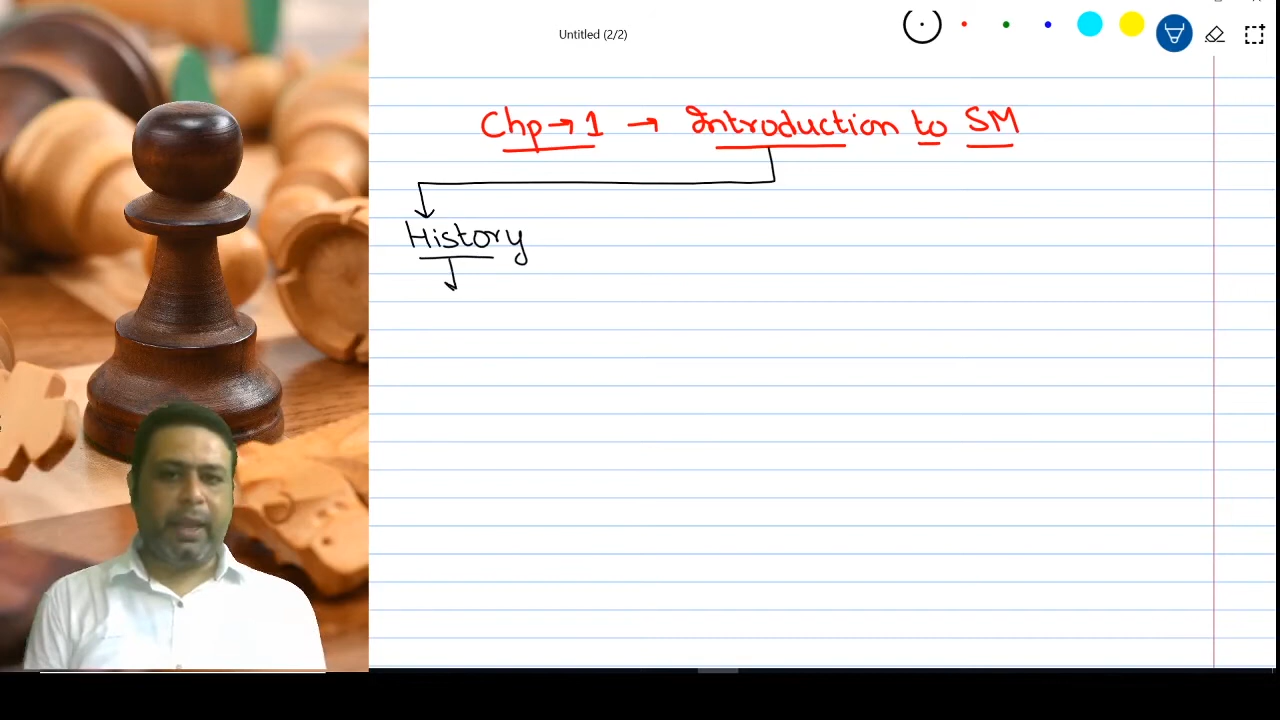 Untitled (2/2)
Chp → 1 → Introduction to SM
History